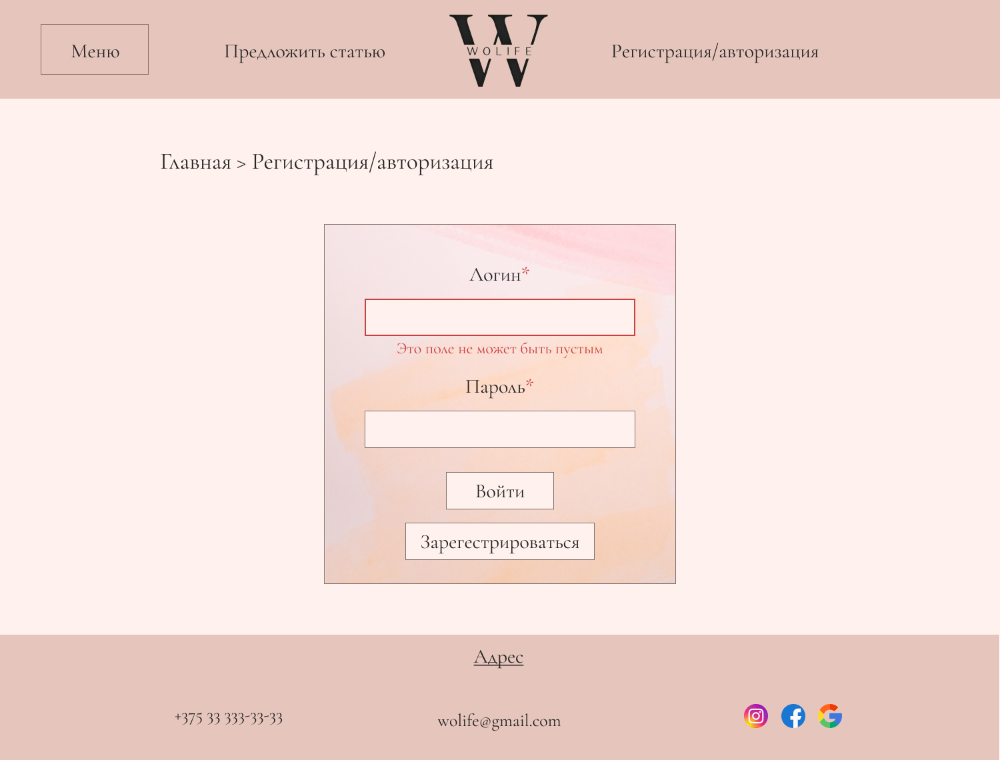 Меню
Предложить статью
W
WOLIFE
Регистрация/авторизация
Главная > Регистрация/авторизация
Логин*
Это поле не может быть пустым
Пароль*
Войти
Зарегестрироваться
Адрес
+375 33 333-33-33
wolife@gmail.com